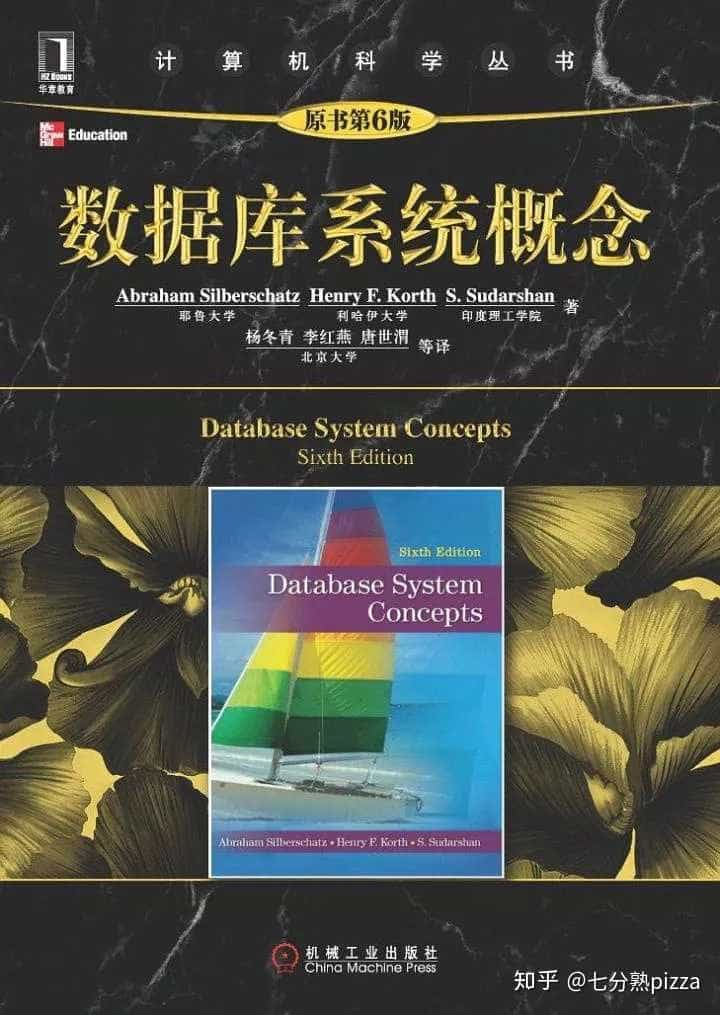 计算机科学丛书
HZ Books
华章教育
原书第6版
Mc
Graw
Hill
Education
数据库系统概念
Abraham Silberschatz Henry F. Korth S. Sudarshan 著
耶鲁大学 利哈伊大学 印度理工学院
杨冬青 李红燕 唐世渭 等译
北京大学
Database System Concepts
Sixth Edition
Sixth Edition
Database System
Concepts
Abraham Silberschatz • Henry F. Korth • S. Sudarshan
机械工业出版社
China Machine Press
知乎 @七分熟pizza